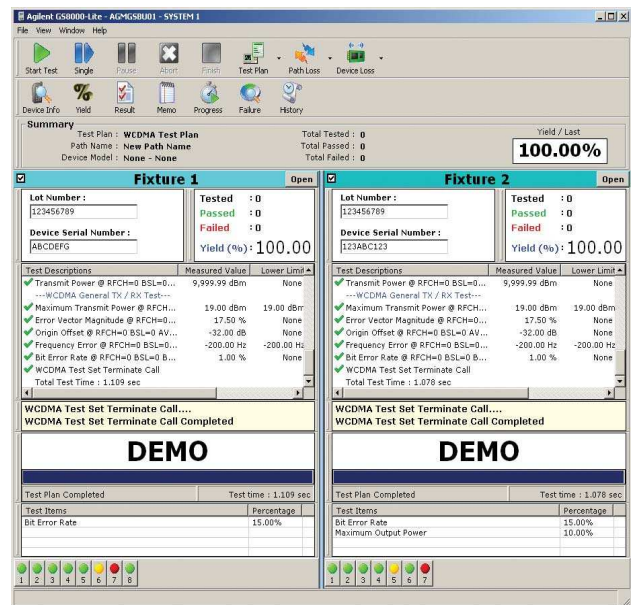 Agilent GS8000-Lite - AGMGSBU01 - SYSTEM 1
File View Window Help
Start Test Single Pause Abort Finish Test Plan Path Loss Device Loss
Device Info Yield Result Memo Progress Failure History
Summary
Test Plan : WCDMA Test Plan
Path Name : New Path Name
Device Model : None - None
Total Tested : 0
Total Passed : 0
Total Failed : 0
Yield / Last
100.00%
Fixture 1 Open
Lot Number :
123456789
Device Serial Number :
ABCDEFG
Tested : 0
Passed : 0
Failed : 0
Yield (%) : 100.00
Test Descriptions Measured Value Lower Limit
Transmit Power @ RFCH=0 BSL=0... 9,999.99 dBm None
---WCDMA General TX / RX Test---
Maximum Transmit Power @ RFCH... 19.00 dBm 19.00 dBm
Error Vector Magnitude @ RFCH=0... 17.50 % None
Origin Offset @ RFCH=0 BSL=0 AV... -32.00 dB None
Frequency Error @ RFCH=0 BSL=0... -200.00 Hz -200.00 Hz
Bit Error Rate @ RFCH=0 BSL=0 B... 1.00 % None
WCDMA Test Set Terminate Call
Total Test Time : 1.109 sec
WCDMA Test Set Terminate Call....
WCDMA Test Set Terminate Call Completed
DEMO
Test Plan Completed Test time : 1.109 sec
Test Items Percentage
Bit Error Rate 15.00%
1 2 3 4 5 6 7 8
Fixture 2 Open
Lot Number :
123456789
Device Serial Number :
123ABC123
Tested : 0
Passed : 0
Failed : 0
Yield (%) : 100.00
Test Descriptions Measured Value Lower Limit
Transmit Power @ RFCH=0 BSL=0... 9,999.99 dBm None
---WCDMA General TX / RX Test---
Maximum Transmit Power @ RFCH... 19.00 dBm 19.00 dBm
Error Vector Magnitude @ RFCH=0... 17.50 % None
Origin Offset @ RFCH=0 BSL=0 AV... -32.00 dB None
Frequency Error @ RFCH=0 BSL=0... -200.00 Hz -200.00 Hz
Bit Error Rate @ RFCH=0 BSL=0 B... 1.00 % None
WCDMA Test Set Terminate Call
Total Test Time : 1.078 sec
WCDMA Test Set Terminate Call....
WCDMA Test Set Terminate Call Completed
DEMO
Test Plan Completed Test time : 1.078 sec
Test Items Percentage
Bit Error Rate 15.00%
Maximum Output Power 10.00%
1 2 3 4 5 6 7